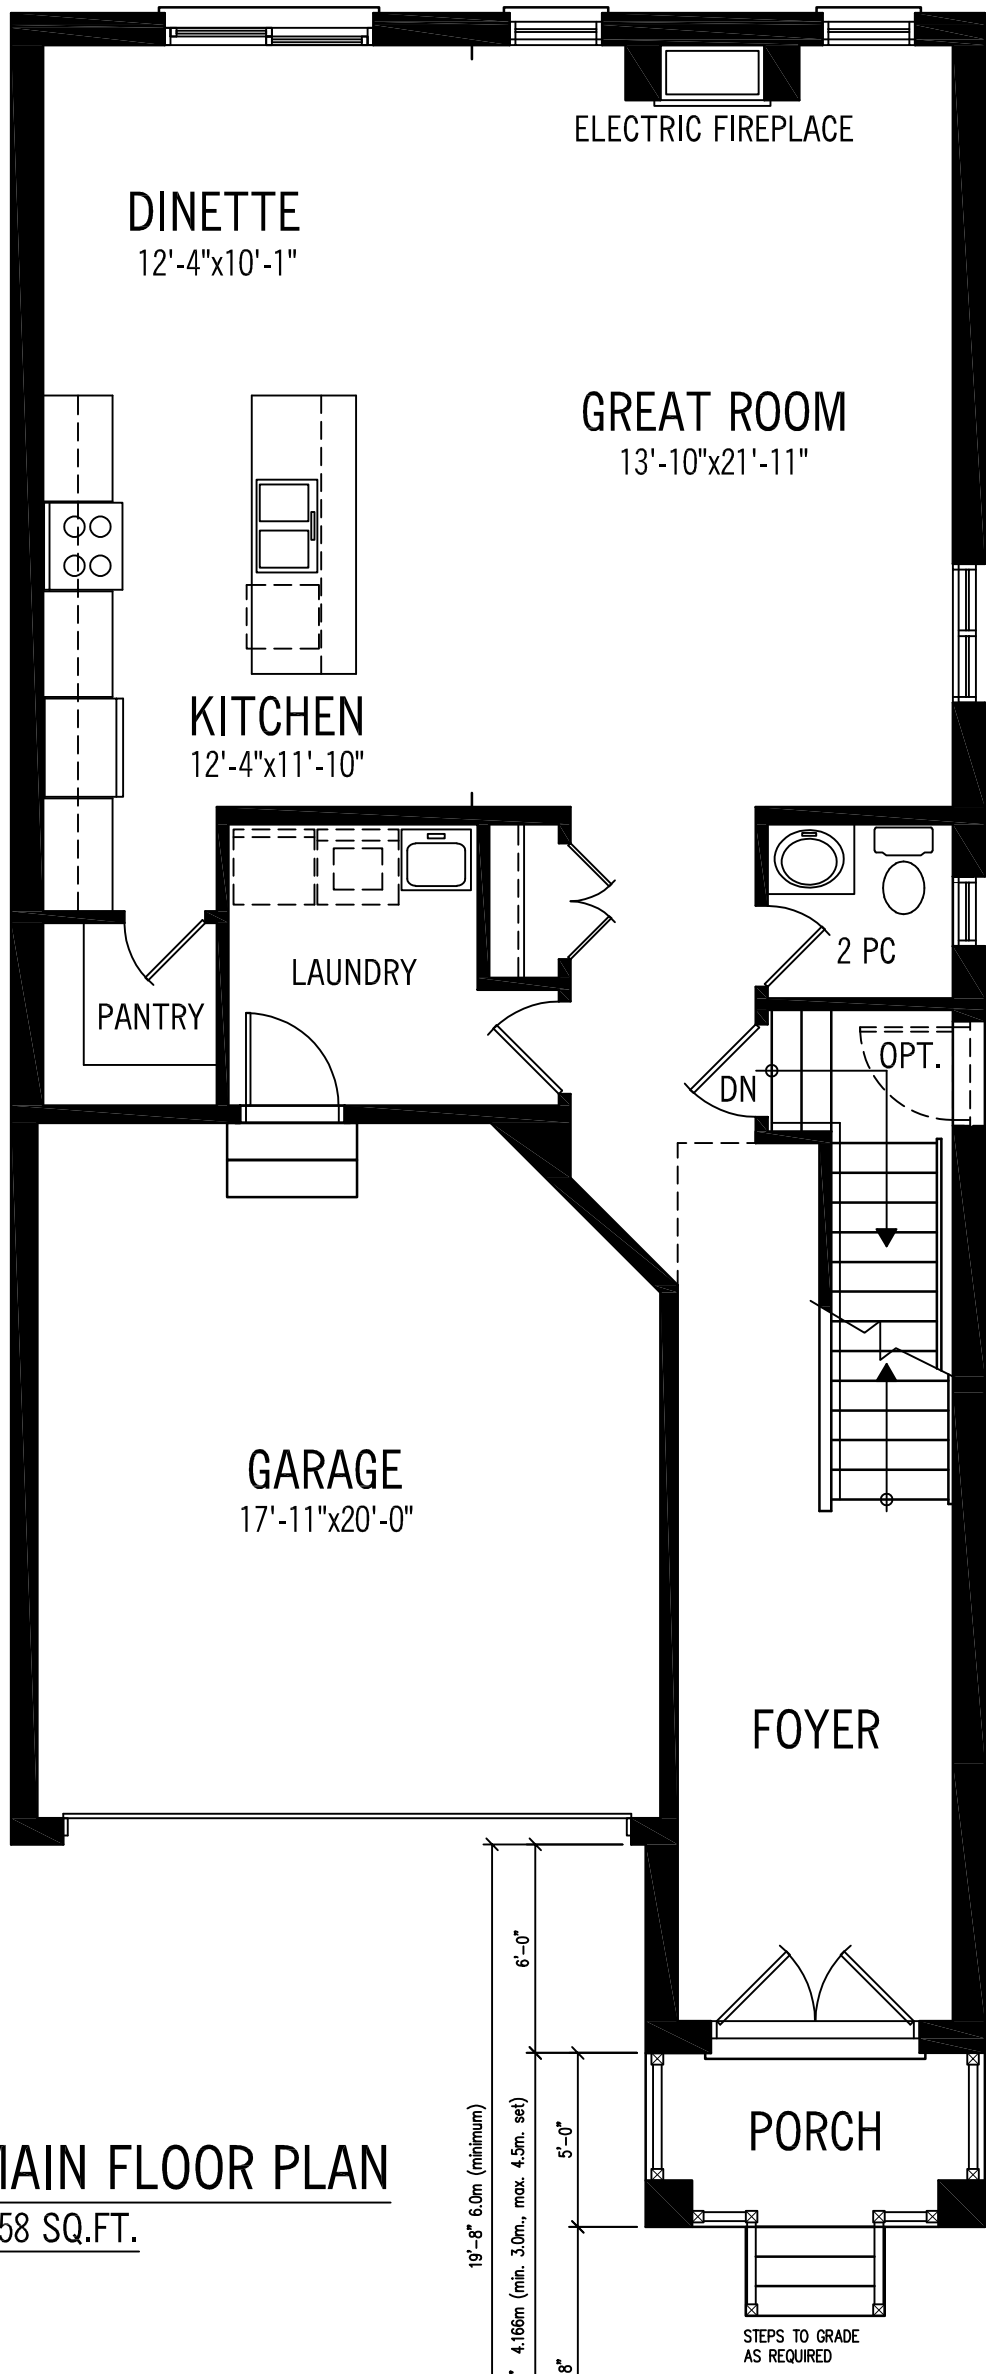 ELECTRIC FIREPLACE
DINETTE
12'-4"x10'-1"
GREAT ROOM
13'-10"x21'-11"
KITCHEN
12'-4"x11'-10"
LAUNDRY
2 PC
PANTRY
OPT.
DN
GARAGE
17'-11"x20'-0"
FOYER
6'-0"
5'-0"
19'-8" 6.0m (minimum)
4.166m (min. 3.0m., max. 4.5m. set)
8"
PORCH
FLOOR PLAN
SQ.FT.
STEPS TO GRADE
AS REQUIRED